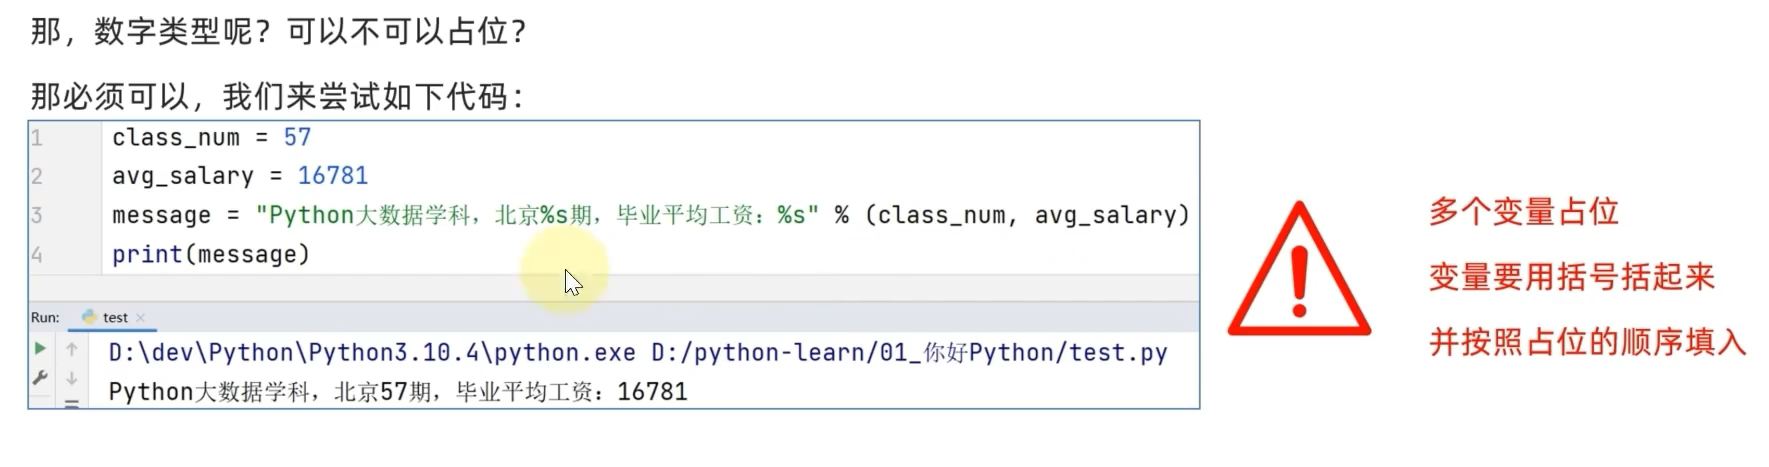 那，数字类型呢？可以不可以占位？
那必须可以，我们来尝试如下代码：
1 class_num = 57
2 avg_salary = 16781
3 message = "Python大数据学科，北京%s期，毕业平均工资：%s" % (class_num, avg_salary)
4 print(message)
Run: test ×
D:\dev\Python\Python3.10.4\python.exe D:/python-learn/01_你好Python/test.py
Python大数据学科，北京57期，毕业平均工资：16781
多个变量占位
变量要用括号括起来
并按照占位的顺序填入